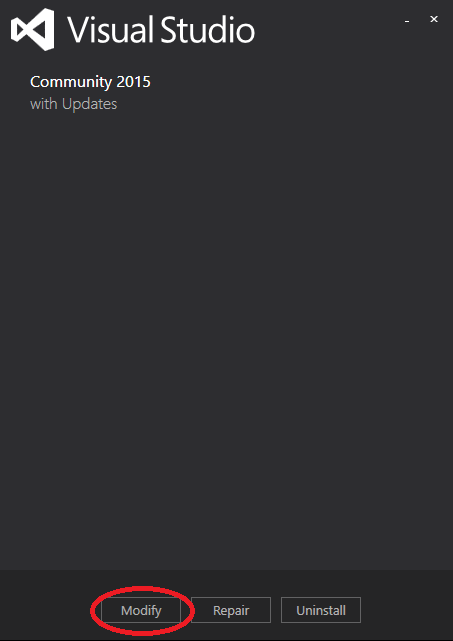 Visual Studio
Community 2015
with Updates
Modify
Repair
Uninstall